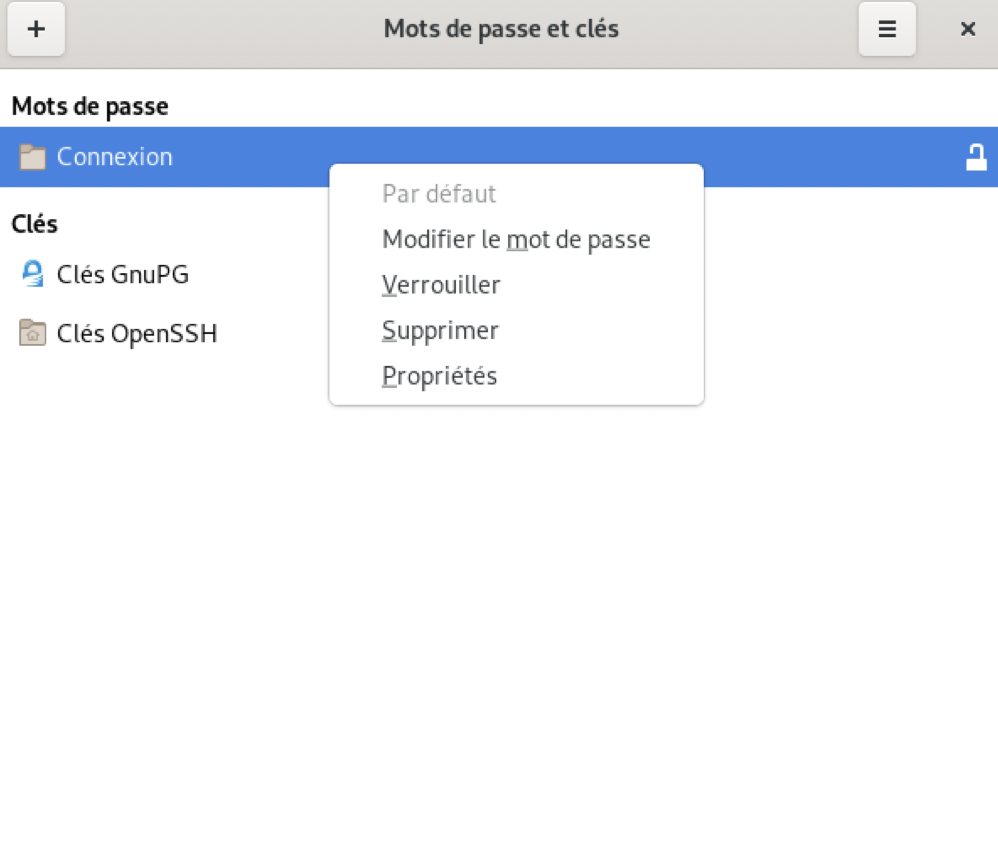 Mots de passe et clés
Mots de passe
Connexion
Par défaut
Modifier le mot de passe
Verrouiller
Supprimer
Propriétés
Clés
Clés GnuPG
Clés OpenSSH